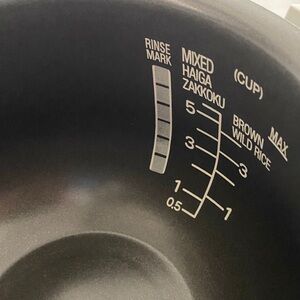 RINSE
MARK
MIXED
HAIGA
ZAKKOKU
(CUP)
BROWN
WILD RICE
MAX
5
3
3
1
1
0.5